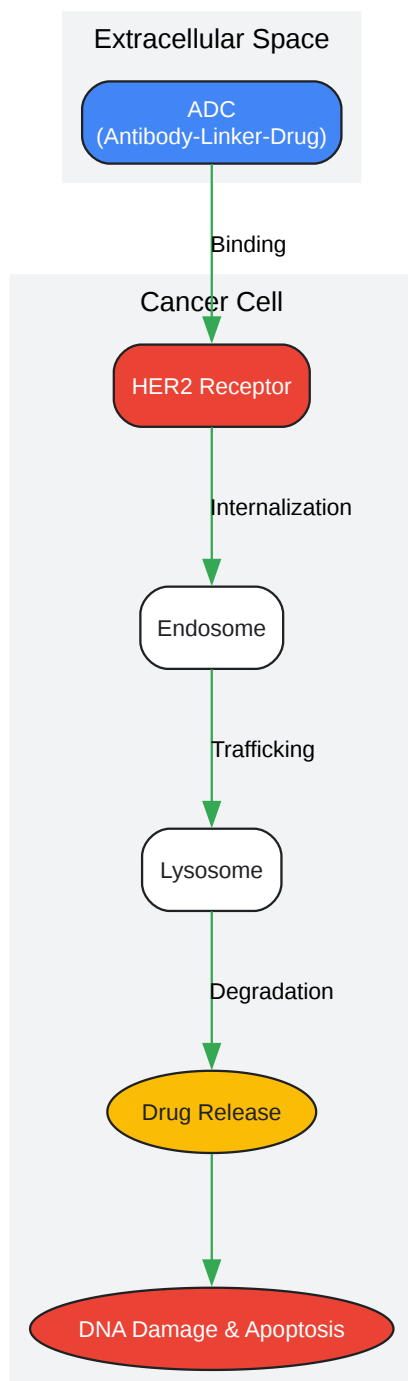 Extracellular Space
ADC
(Antibody-Linker-Drug)
Binding
Cancer Cell
HER2 Receptor
Internalization
Endosome
Trafficking
Lysosome
Degradation
Drug Release
DNA Damage & Apoptosis